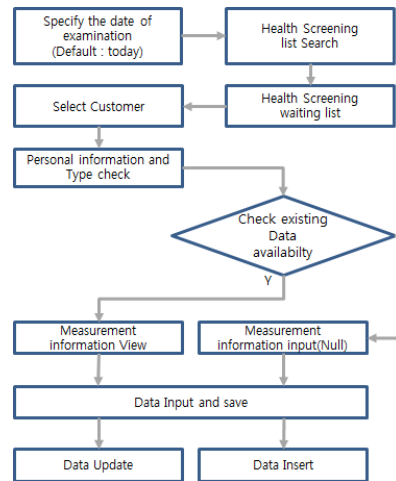 Specify the date of
examination
(Default : today)
Health Screening
list Search
Select Customer
Health Screening
waiting list
Personal information and
Type check
Check existing
Data
availabilty
Y
Measurement
information View
Measurement
information input(Null)
Data Input and save
Data Update
Data Insert